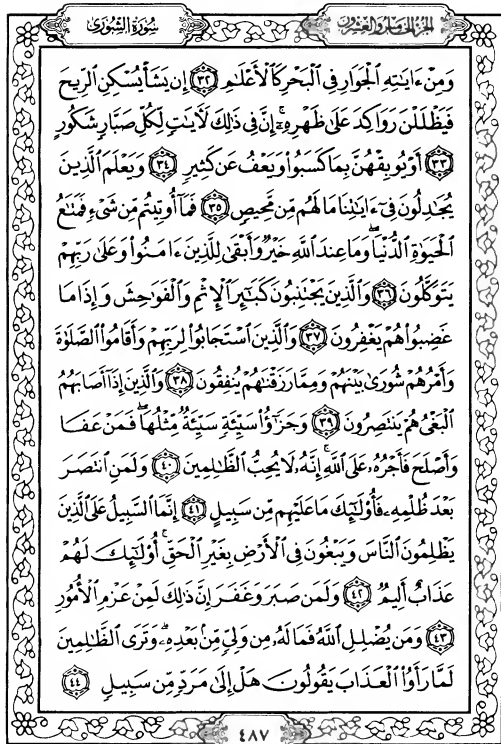 الجزء الخامس والعشرون
سورة الشورى
وَمِنْ ءَايَٰتِهِ ٱلْجَوَارِ فِى ٱلْبَحْرِ كَٱلْأَعْلَٰمِ ٣٢ إِن يَشَأْ يُسْكِنِ ٱلرِّيحَ
فَيَظْلَلْنَ رَوَاكِدَ عَلَىٰ ظَهْرِهِۦٓ ۚ إِنَّ فِى ذَٰلِكَ لَءَايَٰتٍ لِّكُلِّ صَبَّارٍ شَكُورٍ
٣٣ أَوْ يُوبِقْهُنَّ بِمَا كَسَبُوا۟ وَيَعْفُ عَن كَثِيرٍ ٣٤ وَيَعْلَمَ ٱلَّذِينَ
يُجَٰدِلُونَ فِىٓ ءَايَٰتِنَا مَا لَهُم مِّن مَّحِيصٍ ٣٥ فَمَآ أُوتِيتُم مِّن شَىْءٍ فَمَتَٰعُ
ٱلْحَيَوٰةِ ٱلدُّنْيَا ۖ وَمَا عِندَ ٱللَّهِ خَيْرٌ وَأَبْقَىٰ لِلَّذِينَ ءَامَنُوا۟ وَعَلَىٰ رَبِّهِمْ
يَتَوَكَّلُونَ ٣٦ وَٱلَّذِينَ يَجْتَنِبُونَ كَبَٰٓئِرَ ٱلْإِثْمِ وَٱلْفَوَٰحِشَ وَإِذَا مَا
غَضِبُوا۟ هُمْ يَغْفِرُونَ ٣٧ وَٱلَّذِينَ ٱسْتَجَابُوا۟ لِرَبِّهِمْ وَأَقَامُوا۟ ٱلصَّلَوٰةَ
وَأَمْرُهُمْ شُورَىٰ بَيْنَهُمْ وَمِمَّا رَزَقْنَٰهُمْ يُنفِقُونَ ٣٨ وَٱلَّذِينَ إِذَآ أَصَابَهُمُ
ٱلْبَغْىُ هُمْ يَنتَصِرُونَ ٣٩ وَجَزَٰٓؤُا۟ سَيِّئَةٍ سَيِّئَةٌ مِّثْلُهَا ۖ فَمَنْ عَفَا
وَأَصْلَحَ فَأَجْرُهُۥ عَلَى ٱللَّهِ ۚ إِنَّهُۥ لَا يُحِبُّ ٱلظَّٰلِمِينَ ٤٠ وَلَمَنِ ٱنتَصَرَ
بَعْدَ ظُلْمِهِۦ فَأُو۟لَٰٓئِكَ مَا عَلَيْهِم مِّن سَبِيلٍ ٤١ إِنَّمَا ٱلسَّبِيلُ عَلَى ٱلَّذِينَ
يَظْلِمُونَ ٱلنَّاسَ وَيَبْغُونَ فِى ٱلْأَرْضِ بِغَيْرِ ٱلْحَقِّ ۚ أُو۟لَٰٓئِكَ لَهُمْ
عَذَابٌ أَلِيمٌ ٤٢ وَلَمَن صَبَرَ وَغَفَرَ إِنَّ ذَٰلِكَ لَمِنْ عَزْمِ ٱلْأُمُورِ
٤٣ وَمَن يُضْلِلِ ٱللَّهُ فَمَا لَهُۥ مِن وَلِىٍّ مِّنۢ بَعْدِهِۦ ۗ وَتَرَى ٱلظَّٰلِمِينَ
لَمَّا رَأَوُا۟ ٱلْعَذَابَ يَقُولُونَ هَلْ إِلَىٰ مَرَدٍّ مِّن سَبِيلٍ ٤٤
٤٨٧